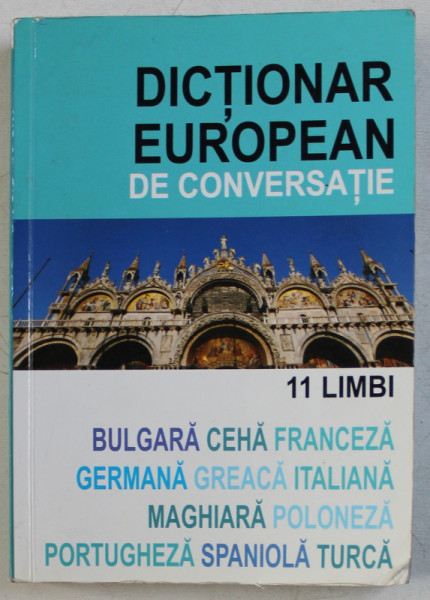 DICȚIONAR
EUROPEAN
DE CONVERSAȚIE
11 LIMBI
BULGARĂ CEHĂ FRANCEZĂ
GERMANĂ GREACĂ ITALIANĂ
MAGHIARĂ POLONEZĂ
PORTUGHEZĂ SPANIOLĂ TURCĂ